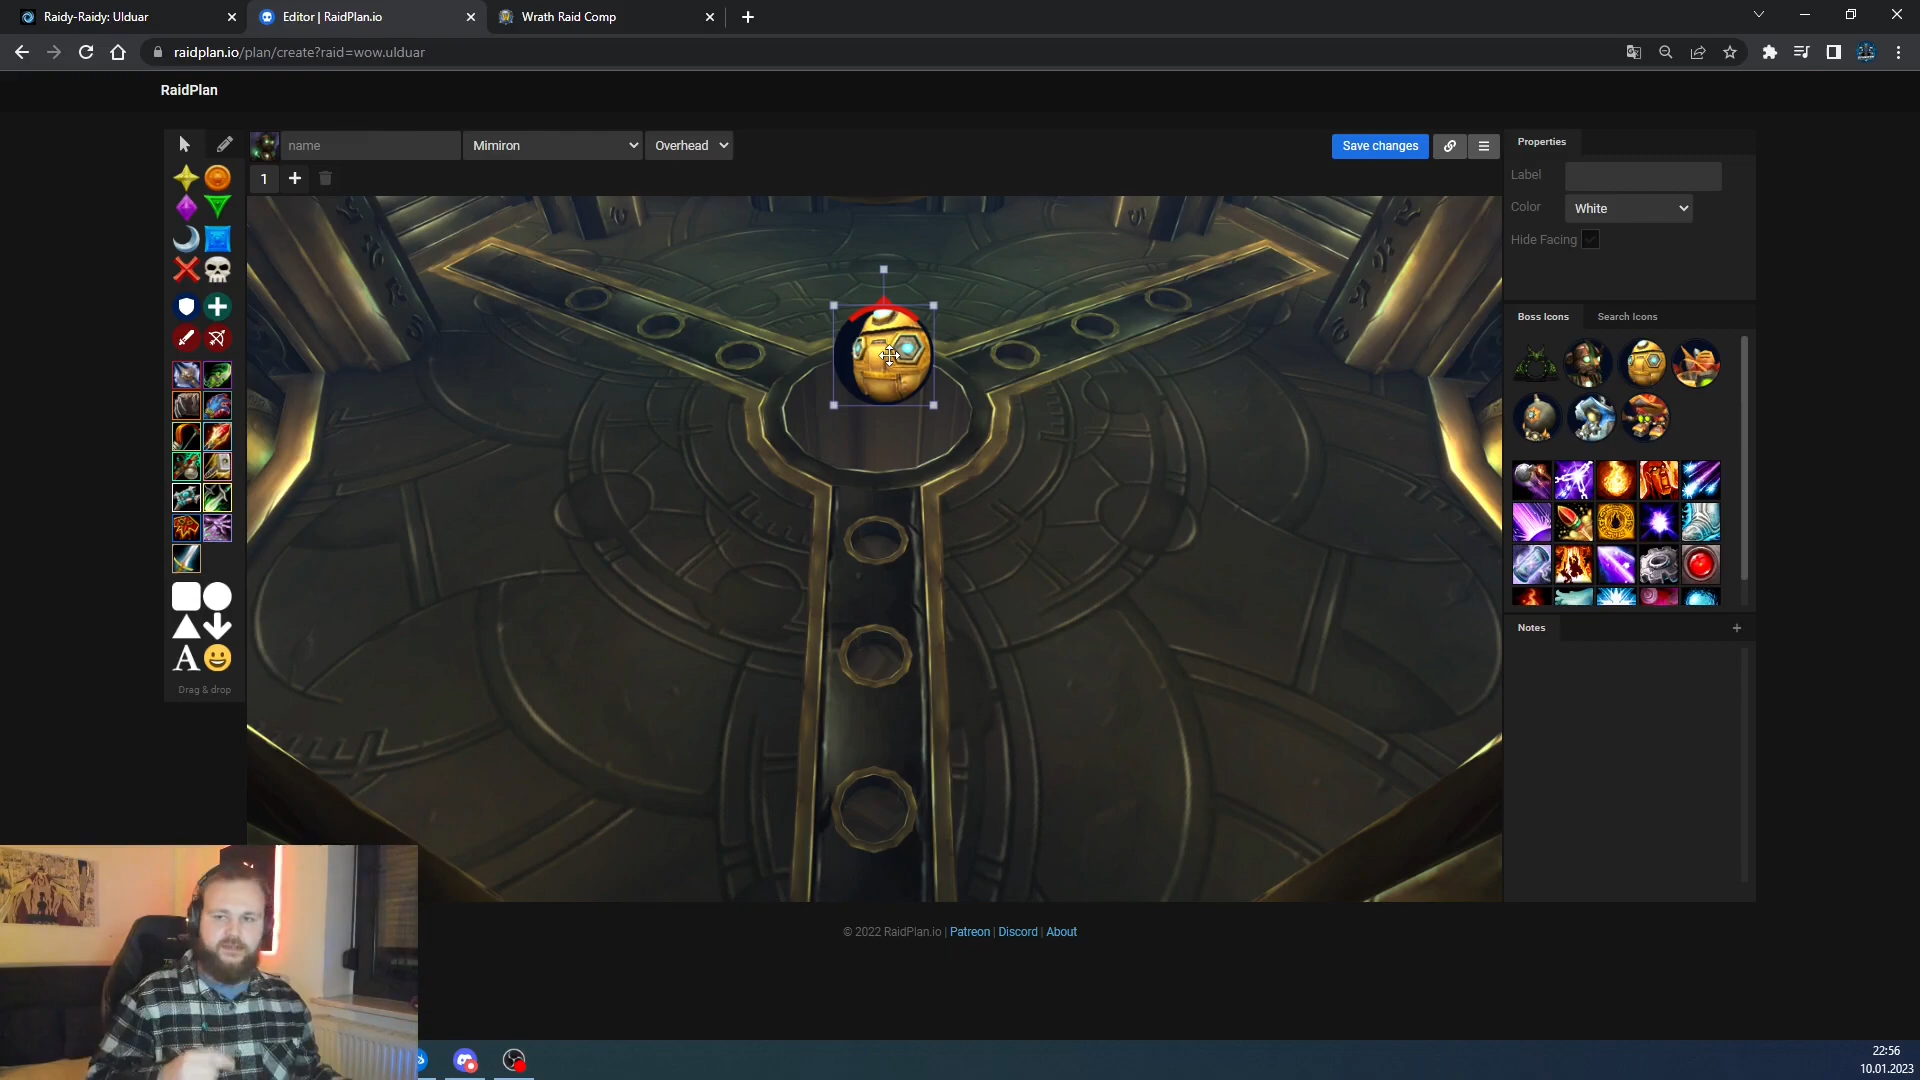 Raidy-Raidy: Ulduar
Editor | RaidPlan.io
Wrath Raid Comp
raidplan.io/plan/create?raid=wow.ulduar
RaidPlan
name
Mimiron
Overhead
Save changes
1
Properties
Label
Color
White
Hide Facing
Boss Icons
Search Icons
A
Drag & drop
Notes
© 2022 RaidPlan.io | Patreon | Discord | About
22:56
10.01.2023